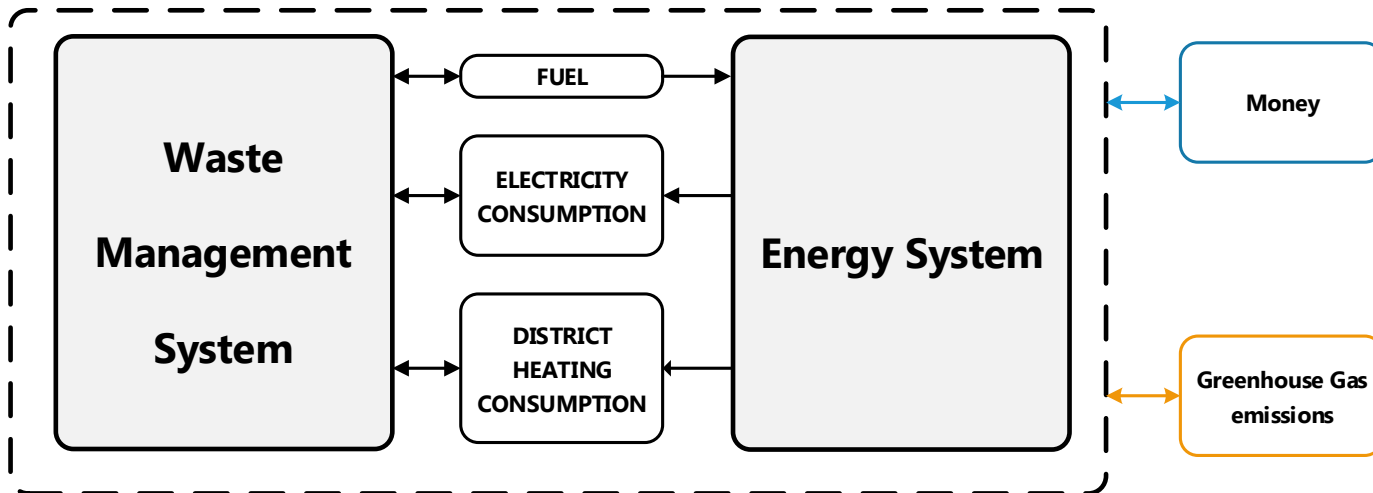 Waste
Management
System
FUEL
ELECTRICITY
CONSUMPTION
DISTRICT
HEATING
CONSUMPTION
Energy System
Money
Greenhouse Gas
emissions